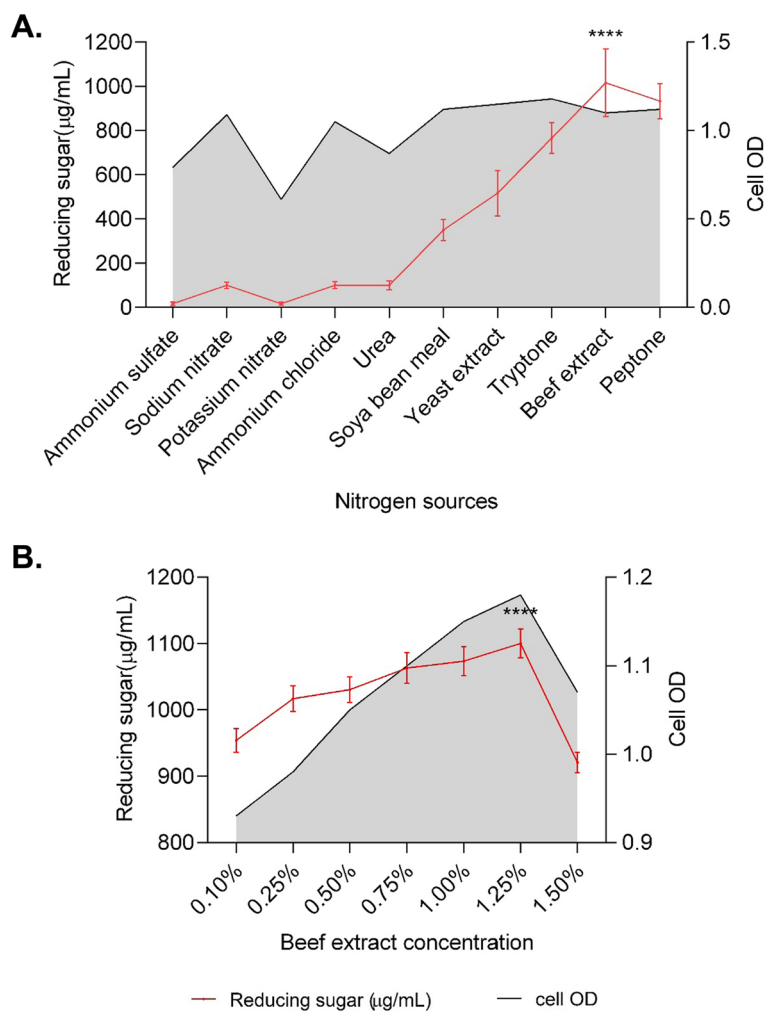 A.
****
1200
1000
800
600
400
200
0
Reducing sugar(μg/mL)
1.5
1.0
0.5
0.0
Cell OD
Ammonium sulfate
Sodium nitrate
Potassium nitrate
Ammonium chloride
Urea
Soya bean meal
Yeast extract
Tryptone
Beef extract
Peptone
Nitrogen sources
B.
****
1200
1100
1000
900
800
Reducing sugar(μg/mL)
1.2
1.1
1.0
0.9
Cell OD
0.10%
0.25%
0.50%
0.75%
1.00%
1.25%
1.50%
Beef extract concentration
Reducing sugar (μg/mL)
cell OD